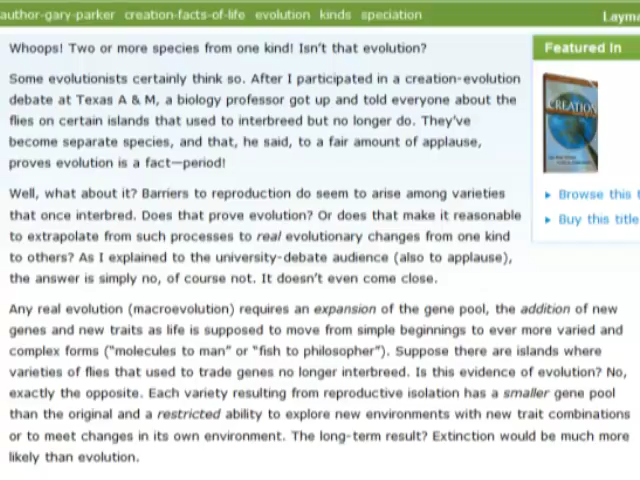 author-gary-parker creation-facts-of-life evolution kinds speciation
Layma
Whoops! Two or more species from one kind! Isn't that evolution?
Featured In
Some evolutionists certainly think so. After I participated in a creation-evolution
debate at Texas A & M, a biology professor got up and told everyone about the
flies on certain islands that used to interbreed but no longer do. They've
become separate species, and that, he said, to a fair amount of applause,
proves evolution is a fact—period!
CREATION
Browse this t
Buy this title
Well, what about it? Barriers to reproduction do seem to arise among varieties
that once interbred. Does that prove evolution? Or does that make it reasonable
to extrapolate from such processes to real evolutionary changes from one kind
to others? As I explained to the university-debate audience (also to applause),
the answer is simply no, of course not. It doesn't even come close.
Any real evolution (macroevolution) requires an expansion of the gene pool, the addition of new
genes and new traits as life is supposed to move from simple beginnings to ever more varied and
complex forms ("molecules to man" or "fish to philosopher"). Suppose there are islands where
varieties of flies that used to trade genes no longer interbreed. Is this evidence of evolution? No,
exactly the opposite. Each variety resulting from reproductive isolation has a smaller gene pool
than the original and a restricted ability to explore new environments with new trait combinations
or to meet changes in its own environment. The long-term result? Extinction would be much more
likely than evolution.